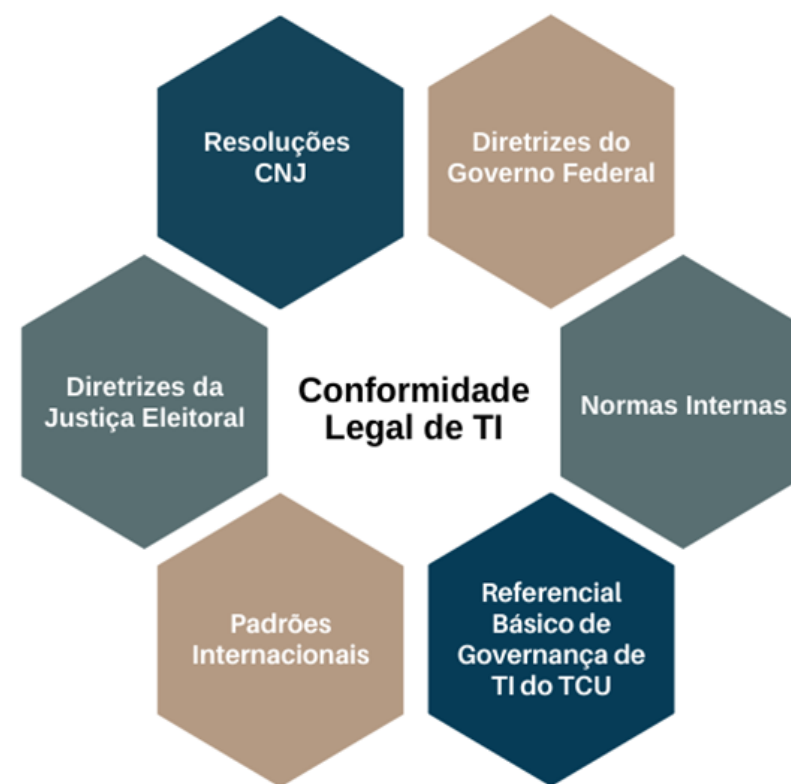 Resoluções
CNJ
Diretrizes do
Governo Federal
Diretrizes da
Justiça Eleitoral
Conformidade
Legal de TI
Normas Internas
Padrões
Internacionais
Referencial
Básico de
Governança de
TI do TCU